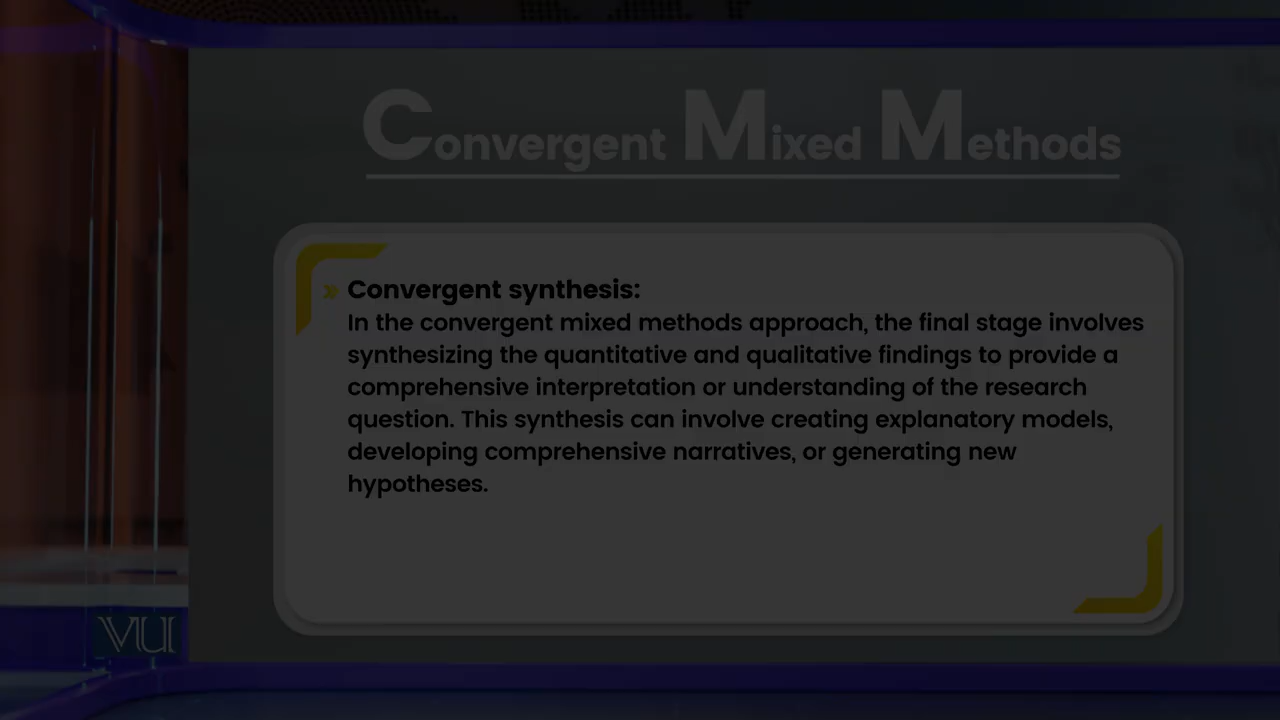 Convergent Mixed Methods
» Convergent synthesis:
In the convergent mixed methods approach, the final stage involves
synthesizing the quantitative and qualitative findings to provide a
comprehensive interpretation or understanding of the research
question. This synthesis can involve creating explanatory models,
developing comprehensive narratives, or generating new
hypotheses.
VU